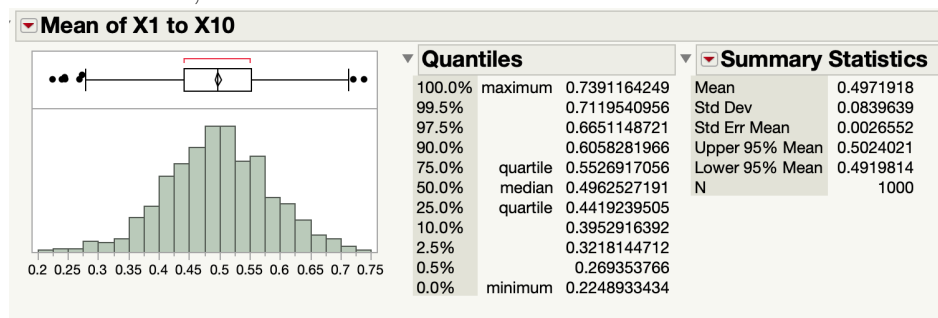 Mean of X1 to X10
0.2 0.25 0.3 0.35 0.4 0.45 0.5 0.55 0.6 0.65 0.7 0.75
Quantiles
100.0% maximum 0.7391164249
99.5% 0.7119540956
97.5% 0.6651148721
90.0% 0.6058281966
75.0% quartile 0.5526917056
50.0% median 0.4962527191
25.0% quartile 0.4419239505
10.0% 0.3952916392
2.5% 0.3218144712
0.5% 0.269353766
0.0% minimum 0.2248933434
Summary Statistics
Mean 0.4971918
Std Dev 0.0839639
Std Err Mean 0.0026552
Upper 95% Mean 0.5024021
Lower 95% Mean 0.4919814
N 1000